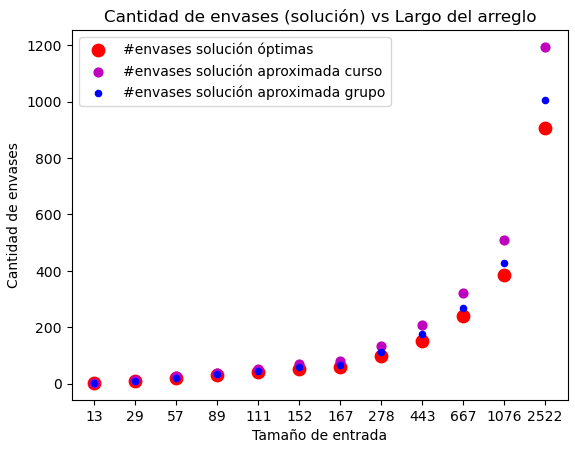 Cantidad de envases (solución) vs Largo del arreglo
#envases solución óptimas
#envases solución aproximada curso
#envases solución aproximada grupo
Cantidad de envases
1200
1000
800
600
400
200
0
13 29 57 89 111 152 167 278 443 667 1076 2522
Tamaño de entrada